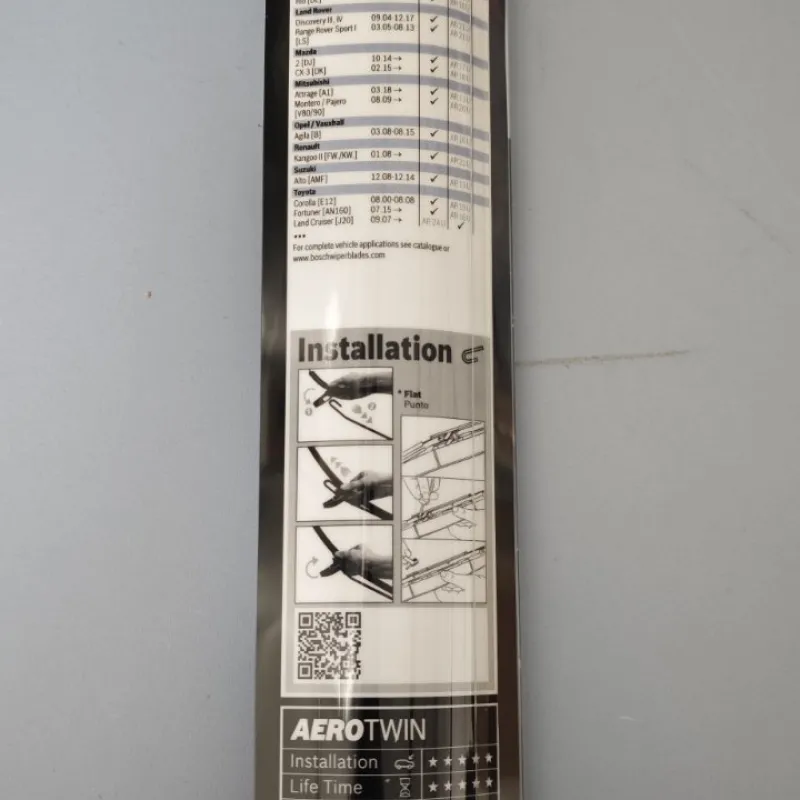 Land Rover
Discovery III, IV 09.04-12.17 ✓
Range Rover Sport I 03.05-08.13 ✓
[LS]
Mazda
2 [DJ] 10.14→ ✓
CX-3 [DK] 02.15→ ✓
Mitsubishi
Attrage [A1] 03.18→ ✓
Montero / Pajero 08.09→ ✓
[V80/90]
Opel / Vauxhall
Agila [B] 03.08-08.15 ✓
Renault
Kangoo II [FW./KW.] 01.08→ ✓
Suzuki
Alto [AMF] 12.08-12.14 ✓
Toyota
Corolla [E12] 08.00-08.08 ✓
Fortuner [AN160] 07.15→ ✓
Land Cruiser [J20] 09.07→ ✓
•••
For complete vehicle applications see catalogue or
www.boschwiperblades.com
Installation
* Fiat
Punto
1
2
AEROTWIN
Installation ★ ★ ★ ★ ★
Life Time * ★ ★ ★ ★ ★